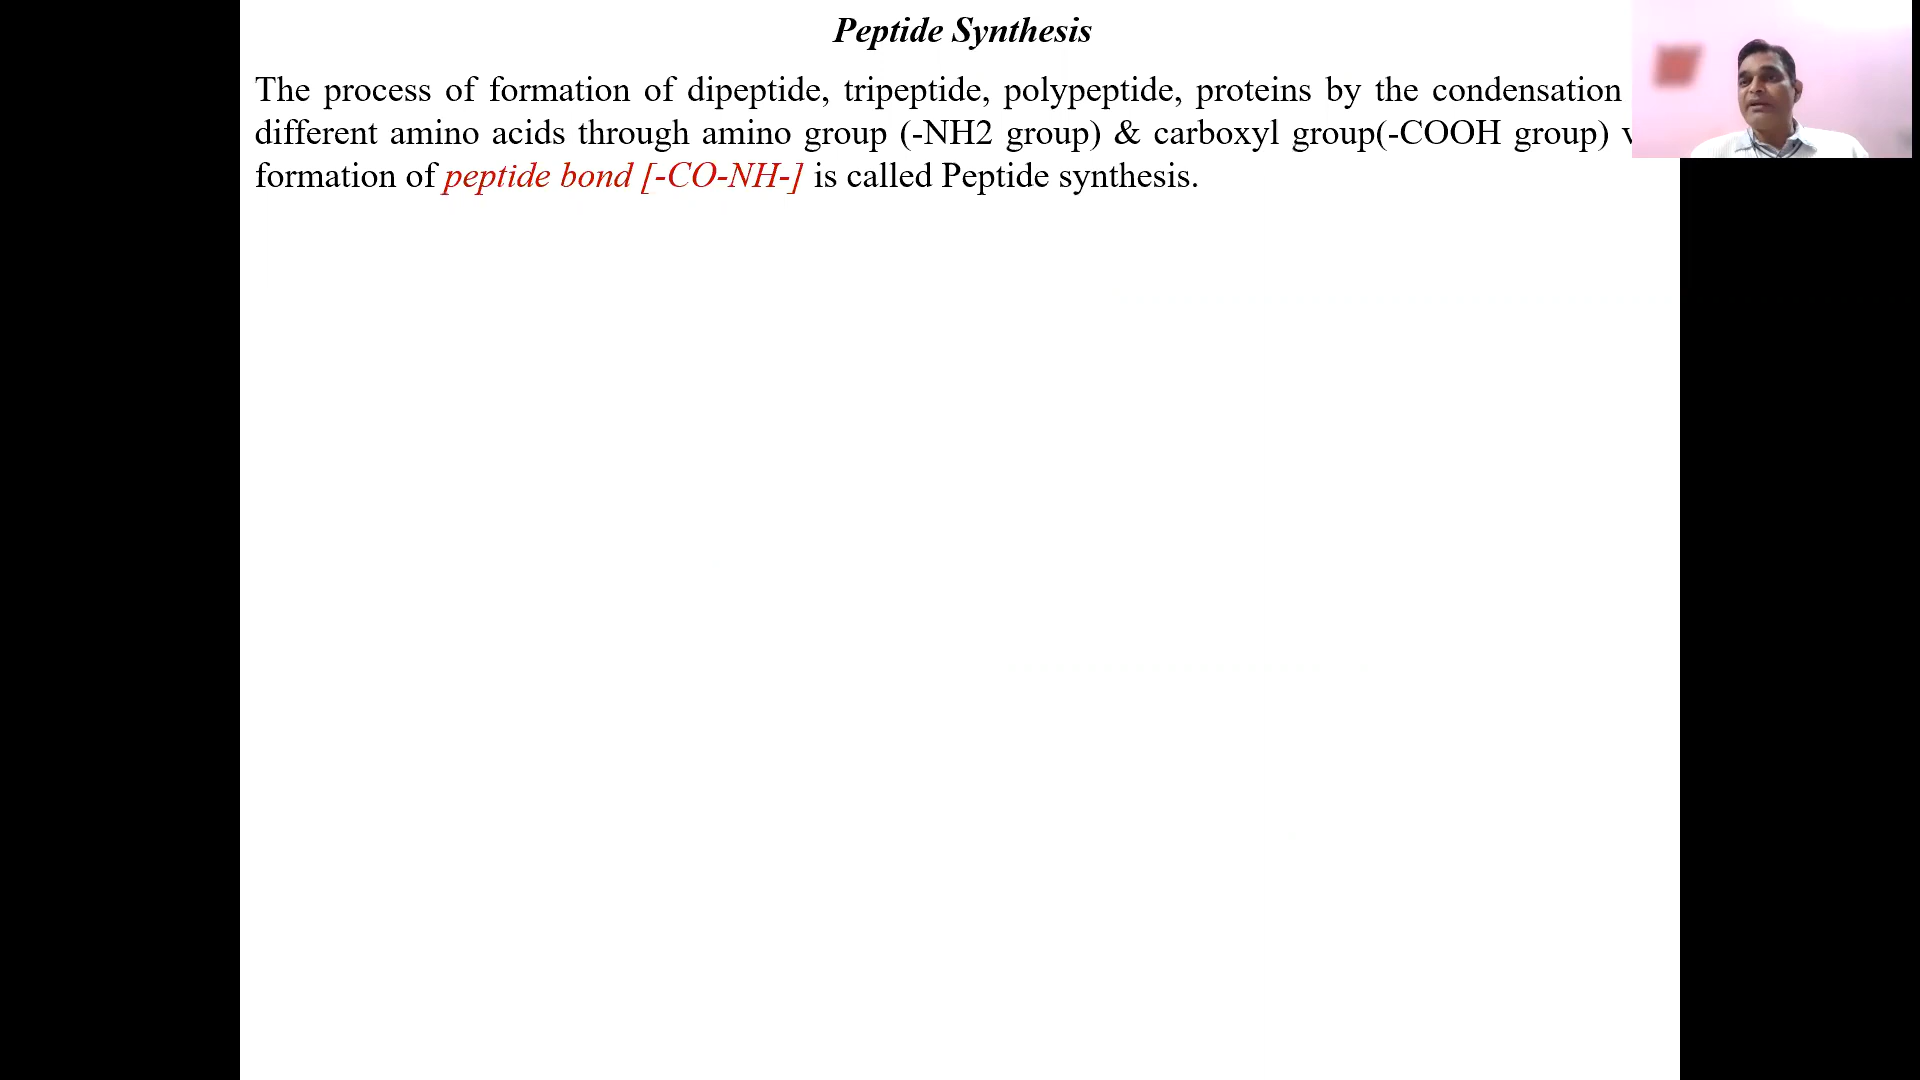 Peptide Synthesis
The process of formation of dipeptide, tripeptide, polypeptide, proteins by the condensation
different amino acids through amino group (-NH2 group) & carboxyl group(-COOH group)
formation of peptide bond [-CO-NH-] is called Peptide synthesis.